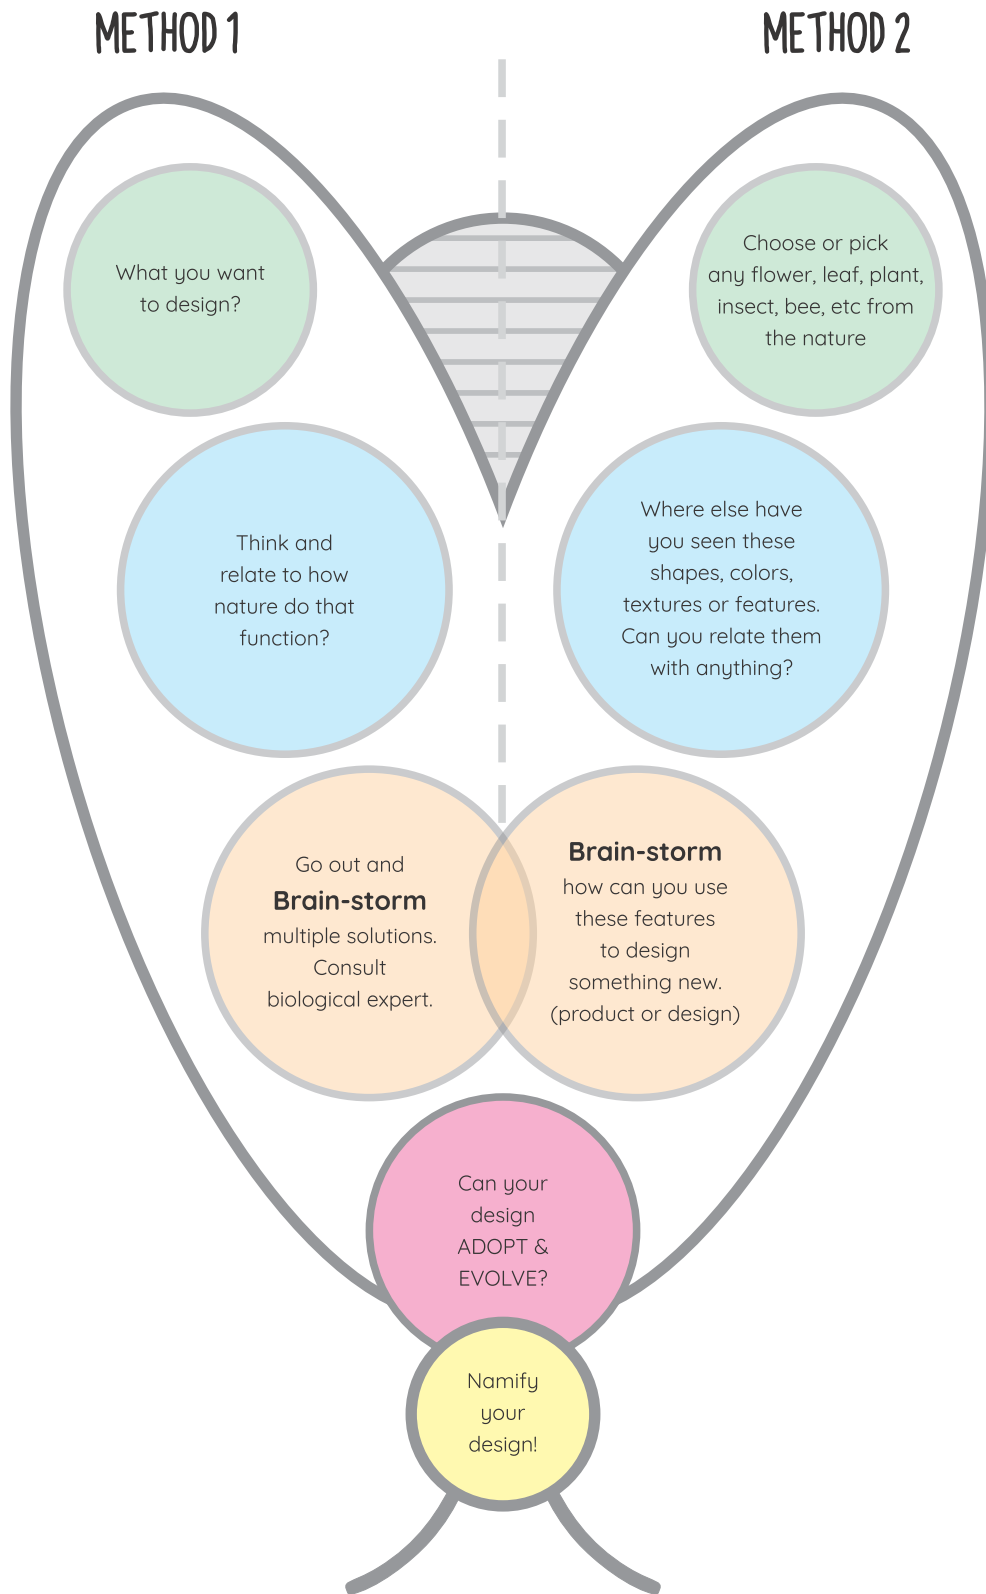 METHOD 1
What you want
to design?
Think and
relate to how
nature do that
function?
Go out and
Brain-storm
multiple solutions.
Consult
biological expert.
METHOD 2
Choose or pick
any flower, leaf, plant,
insect, bee, etc from
the nature
Where else have
you seen these
shapes, colors,
textures or features.
Can you relate them
with anything?
Brain-storm
how can you use
these features
to design
something new.
(product or design)
Can your
design
ADOPT &
EVOLVE?
Namify
your
design!